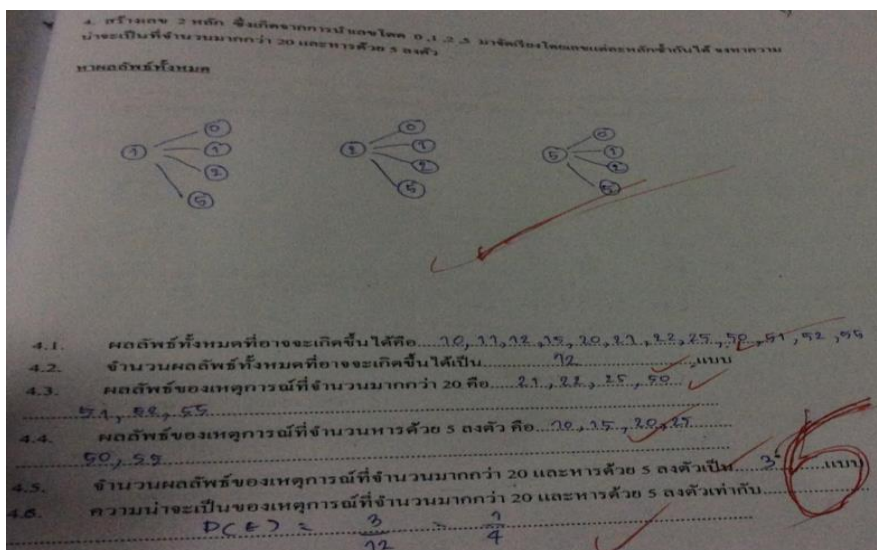 4. สร้างเลข 2 หลัก ซึ่งเกิดจากการนำเลขโดด 0 ,1 ,2 ,5 มาจัดเรียงโดยเลขแต่ละหลักซ้ำกันได้ จงหาความ
น่าจะเป็นที่จำนวนมากกว่า 20 และหารด้วย 5 ลงตัว
หาผลลัพธ์ทั้งหมด
1 0 1 2 5
2 0 1 2 5
5 0 1 2 5
4.1. ผลลัพธ์ทั้งหมดที่อาจจะเกิดขึ้นได้คือ 10, 11, 12, 15, 20, 21, 22, 25, 50, 51, 52, 55
4.2. จำนวนผลลัพธ์ทั้งหมดที่อาจจะเกิดขึ้นได้เป็น 12 แบบ
4.3. ผลลัพธ์ของเหตุการณ์ที่จำนวนมากกว่า 20 คือ 21, 22, 25, 50
51, 52, 55
4.4. ผลลัพธ์ของเหตุการณ์ที่จำนวนหารด้วย 5 ลงตัว คือ 10, 15, 20, 25
50, 55
4.5. จำนวนผลลัพธ์ของเหตุการณ์ที่จำนวนมากกว่า 20 และหารด้วย 5 ลงตัวเป็น 3 แบบ
4.6. ความน่าจะเป็นของเหตุการณ์ที่จำนวนมากกว่า 20 และหารด้วย 5 ลงตัวเท่ากับ
P(E) = 3/12 = 1/4
6